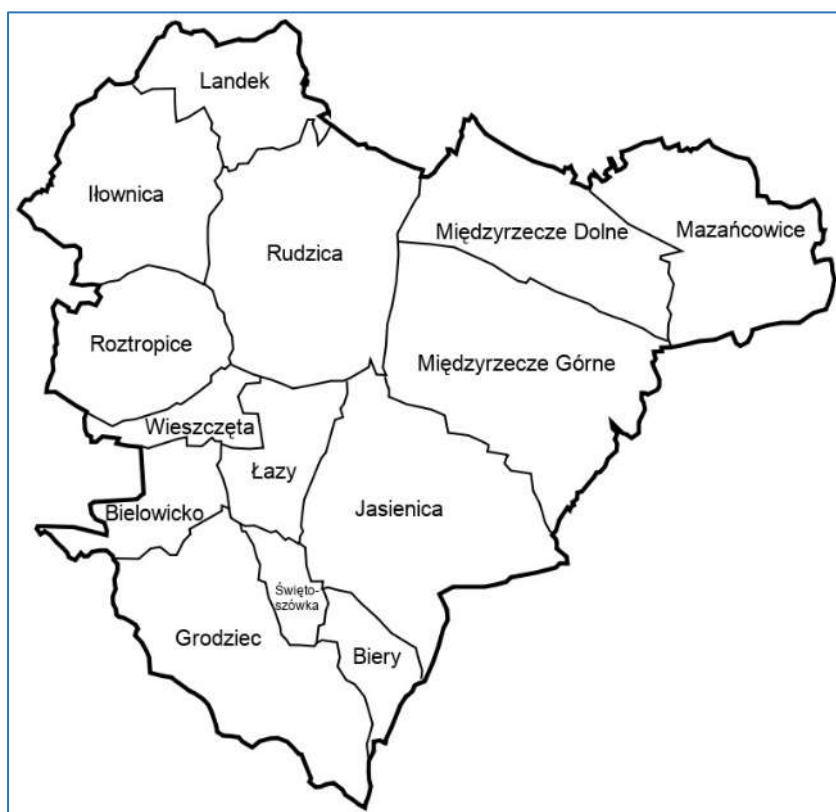 Landek
Iłownica
Rudzica
Międzyrzecze Dolne
Mazańcowice
Roztropice
Międzyrzecze Górne
Wieszczęta
Łazy
Bielowicko
Jasienica
Święto-
szówka
Grodziec
Biery